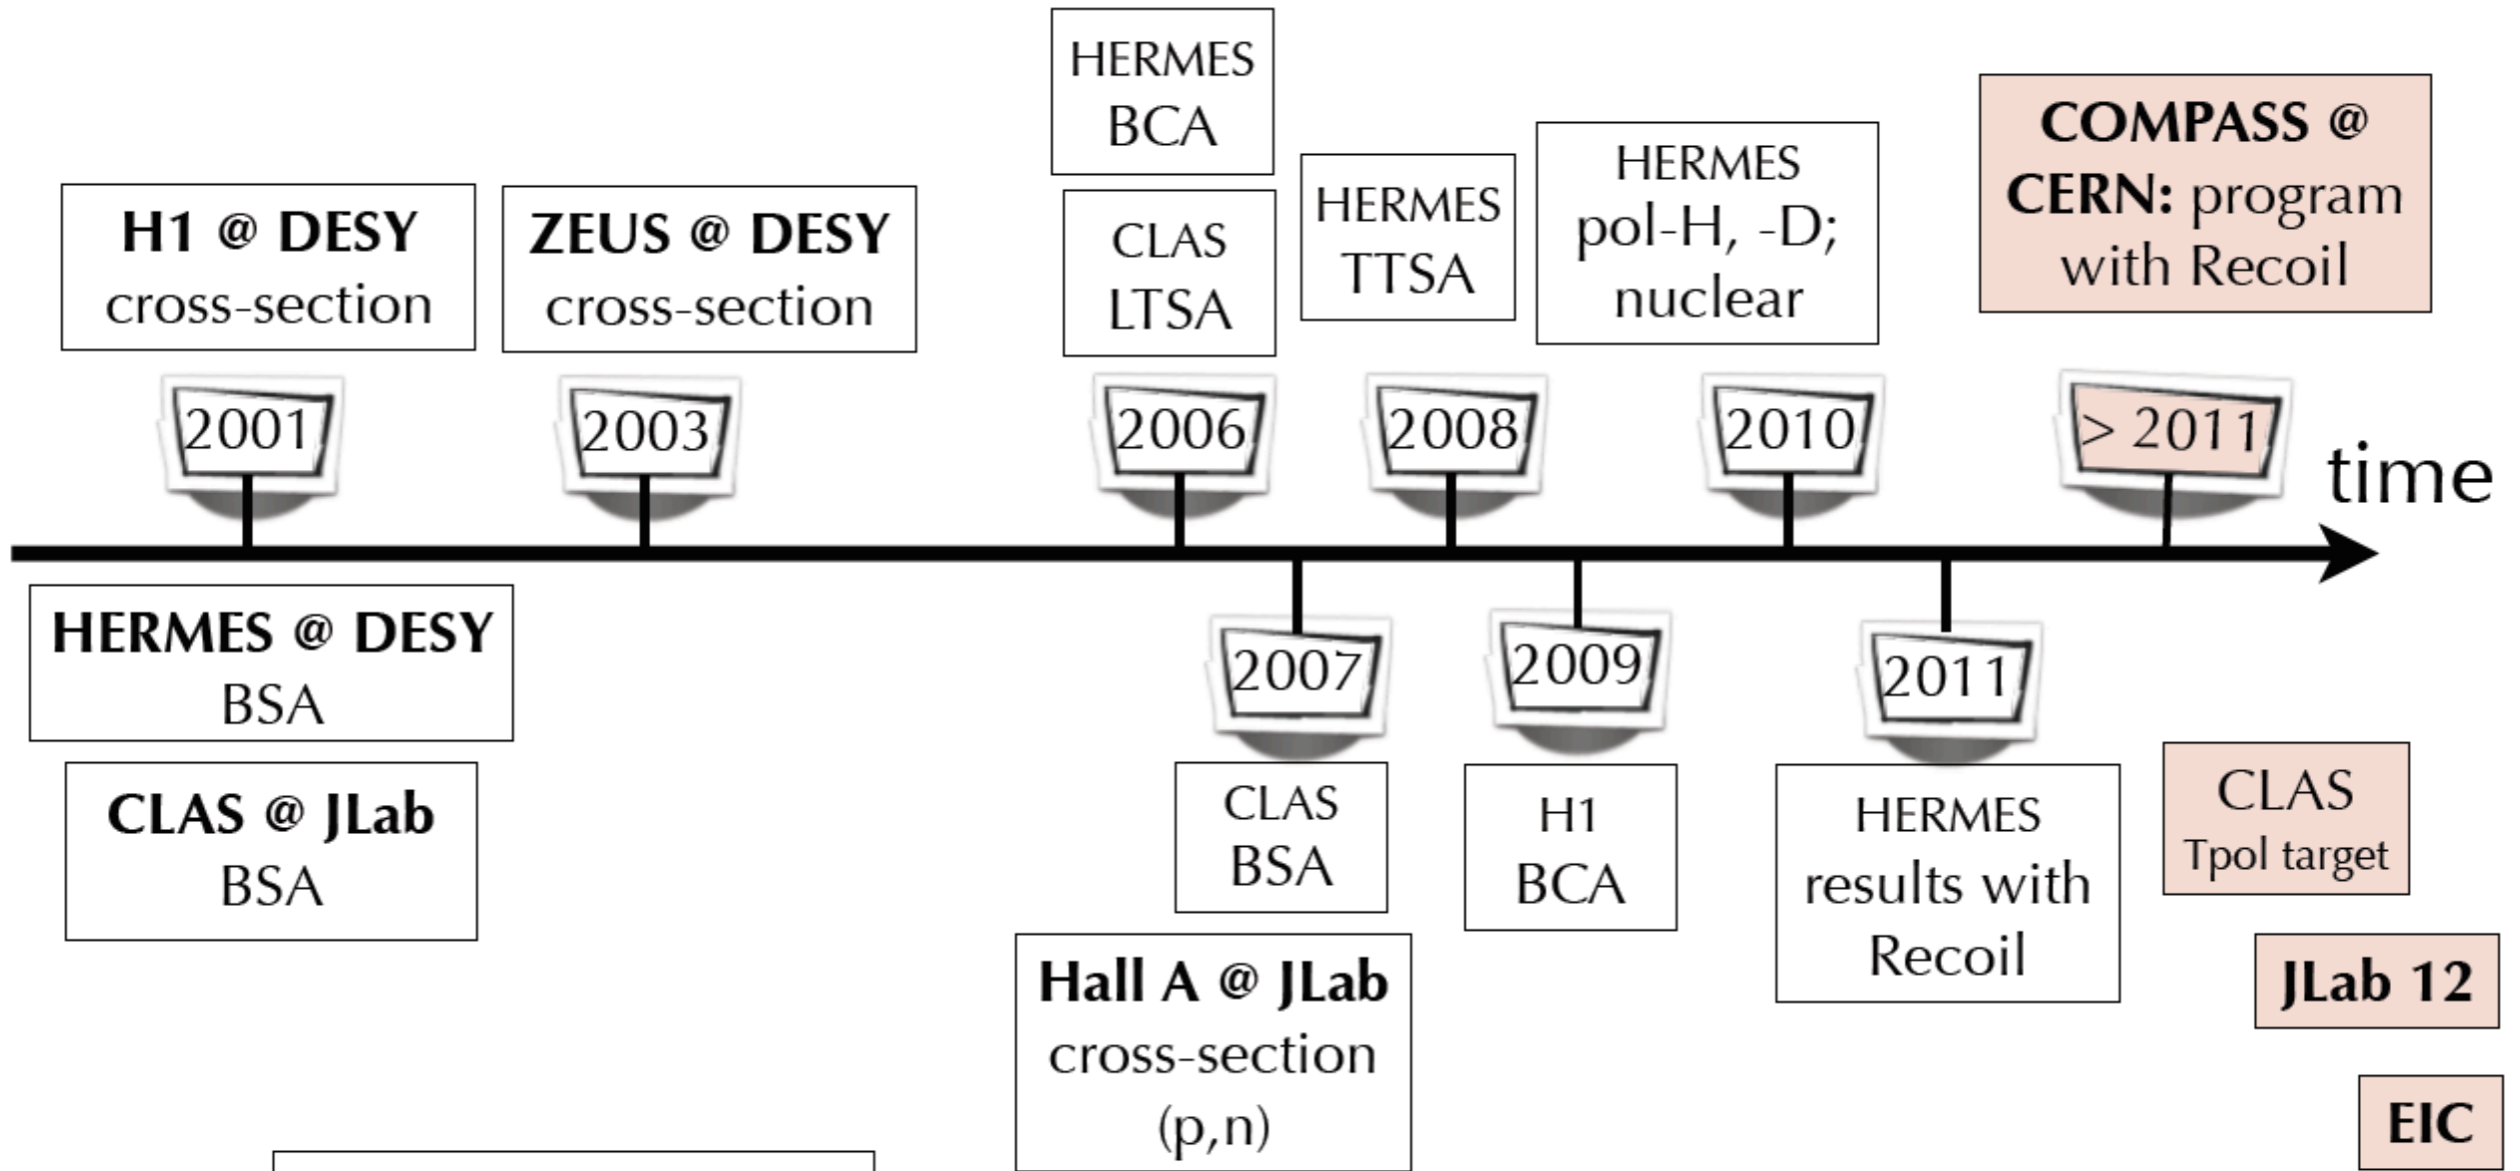 HERMES
BCA
CLAS
LTSA
H1 @ DESY
cross-section
ZEUS @ DESY
cross-section
HERMES
TTSA
HERMES
pol-H, -D;
nuclear
COMPASS @
CERN: program
with Recoil
2001
2003
2006
2008
2010
> 2011
time
HERMES @ DESY
BSA
CLAS @ JLab
BSA
2007
2009
2011
CLAS
BSA
Hall A @ JLab
cross-section
(p,n)
H1
BCA
HERMES
results with
Recoil
CLAS
Tpol target
JLab 12
EIC